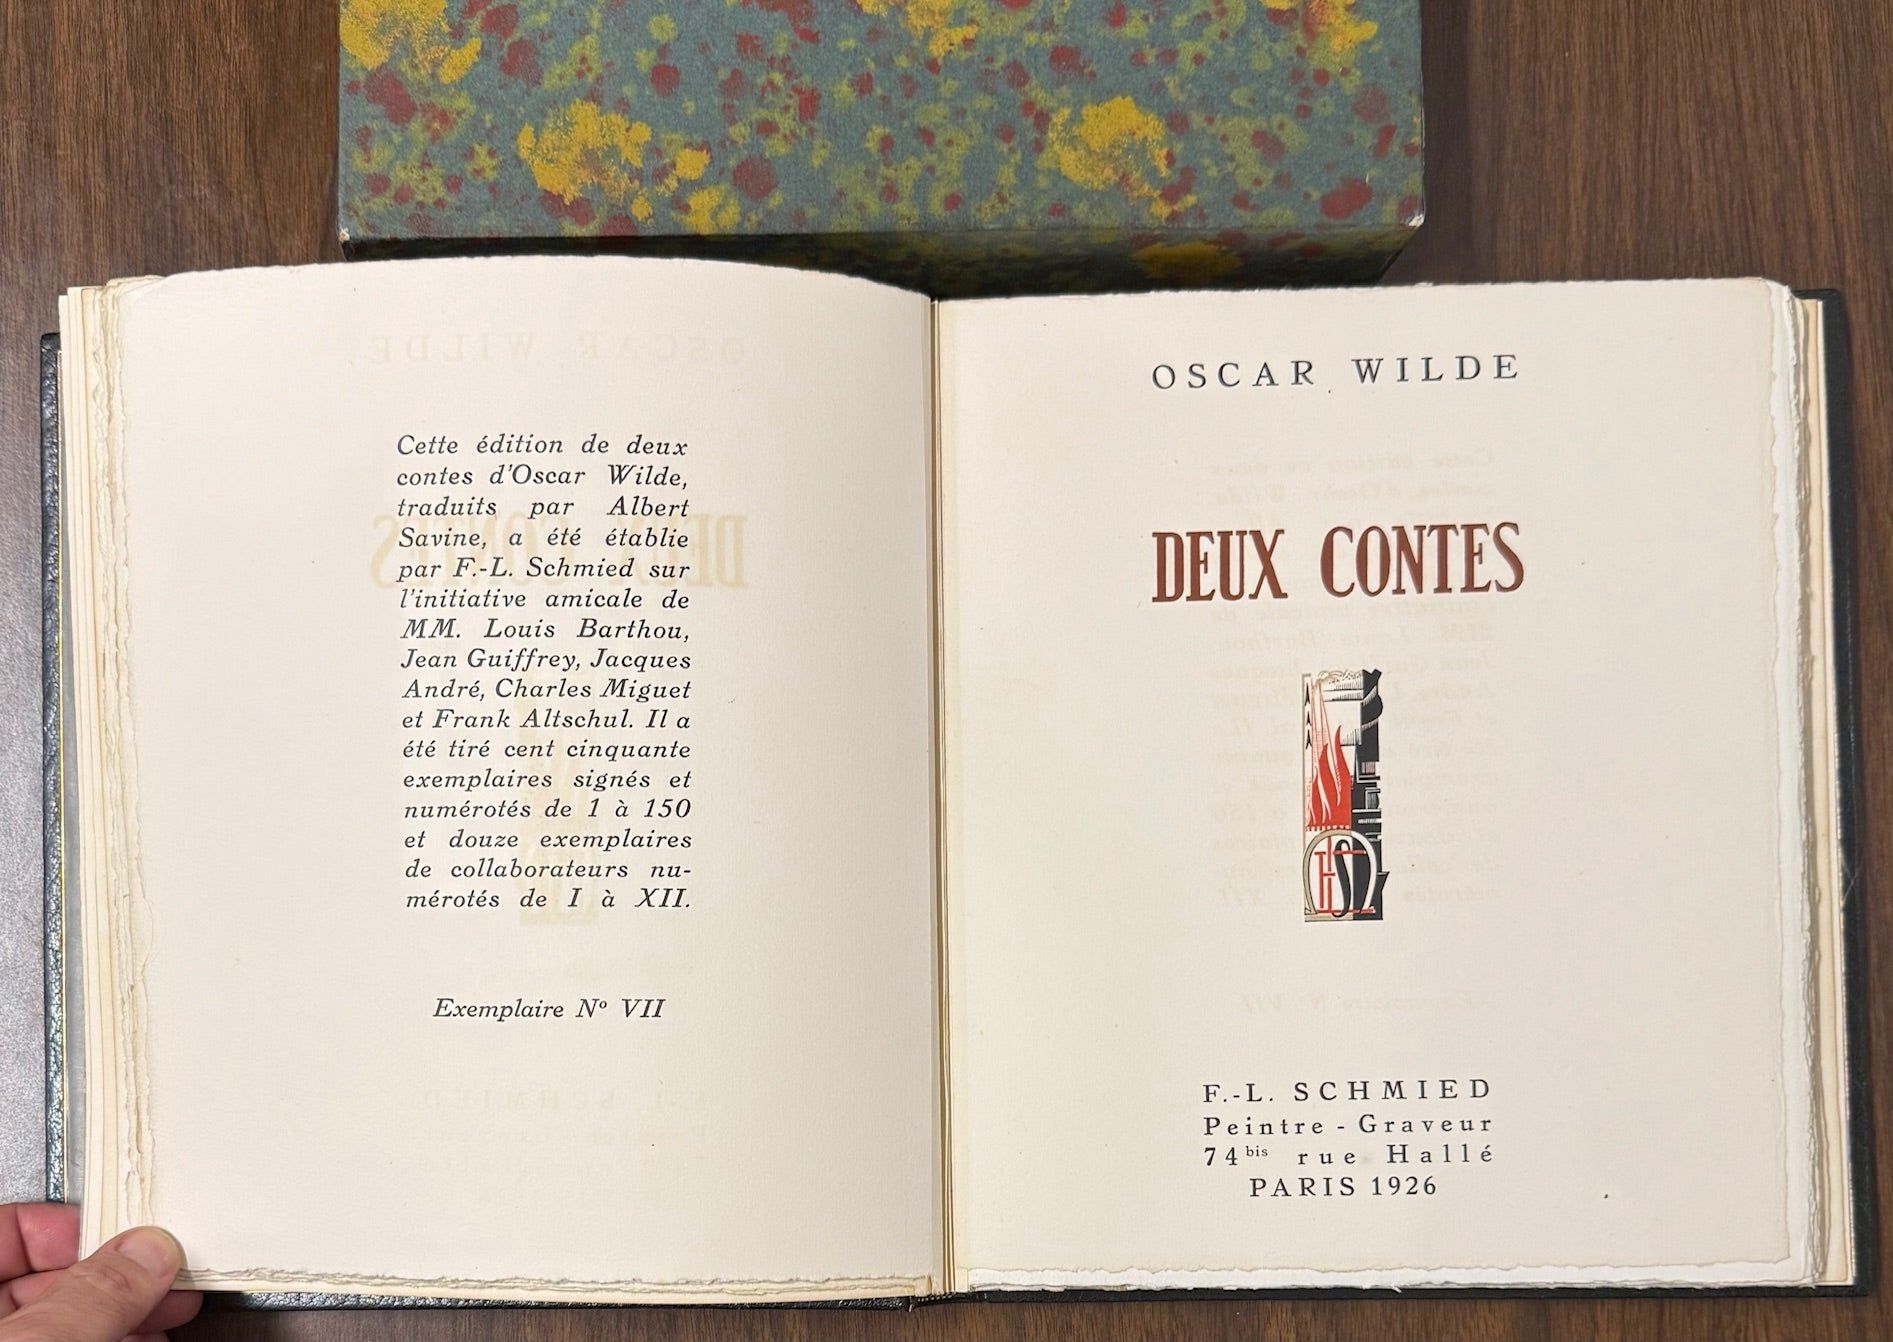 Cette édition de deux
contes d'Oscar Wilde,
traduits par Albert
Savine, a été établie
par F.-L. Schmied sur
l'initiative amicale de
MM. Louis Barthou,
Jean Guiffrey, Jacques
André, Charles Miguet
et Frank Altschul. Il a
été tiré cent cinquante
exemplaires signés et
numérotés de 1 à 150
et douze exemplaires
de collaborateurs nu-
mérotés de I à XII.
Exemplaire Nº VII
OSCAR WILDE
DEUX CONTES
F.-L. SCHMIED
Peintre - Graveur
74bis rue Hallé
PARIS 1926